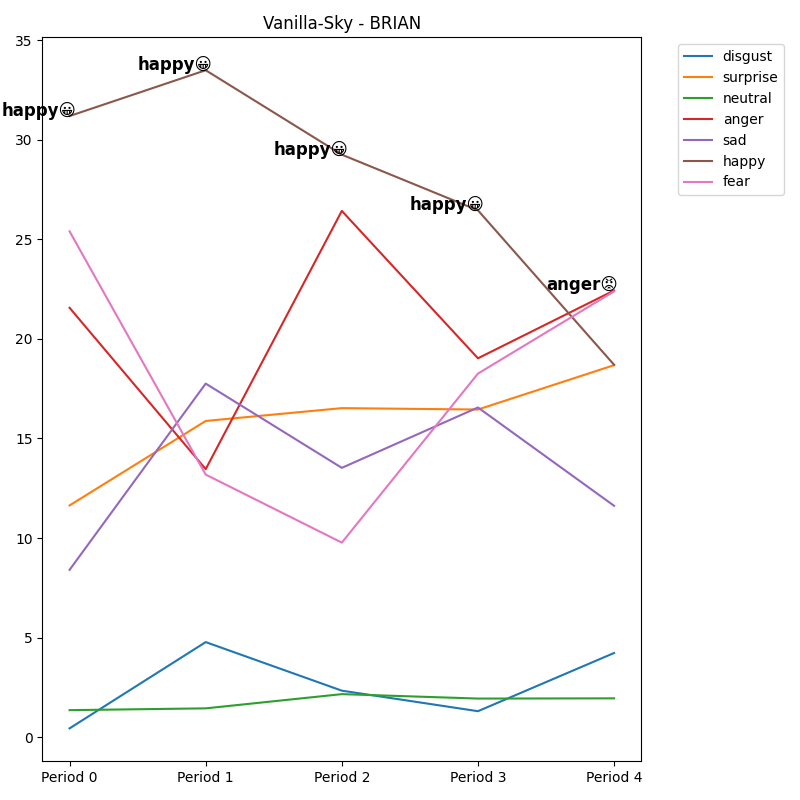 Vanilla-Sky - BRIAN
35
30
25
20
15
10
5
0
happy😀
happy😀
happy😀
happy😀
anger😡
Period 0
Period 1
Period 2
Period 3
Period 4
disgust
surprise
neutral
anger
sad
happy
fear